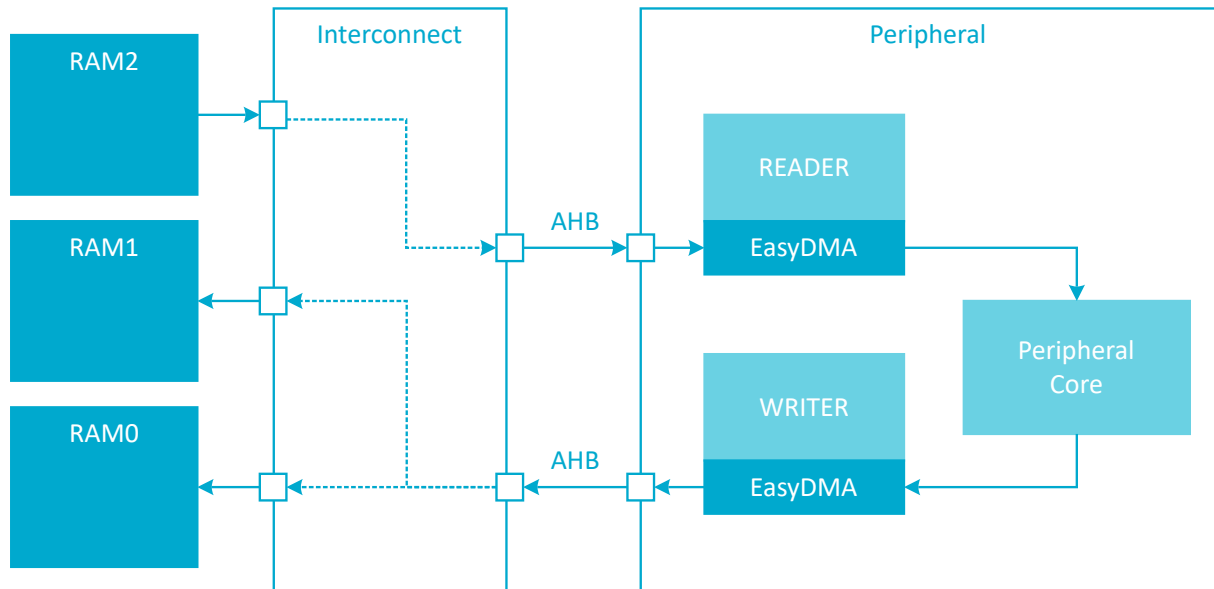 Interconnect
Peripheral
RAM2
READER
AHB
RAM1
EasyDMA
Peripheral
Core
WRITER
RAM0
AHB
EasyDMA